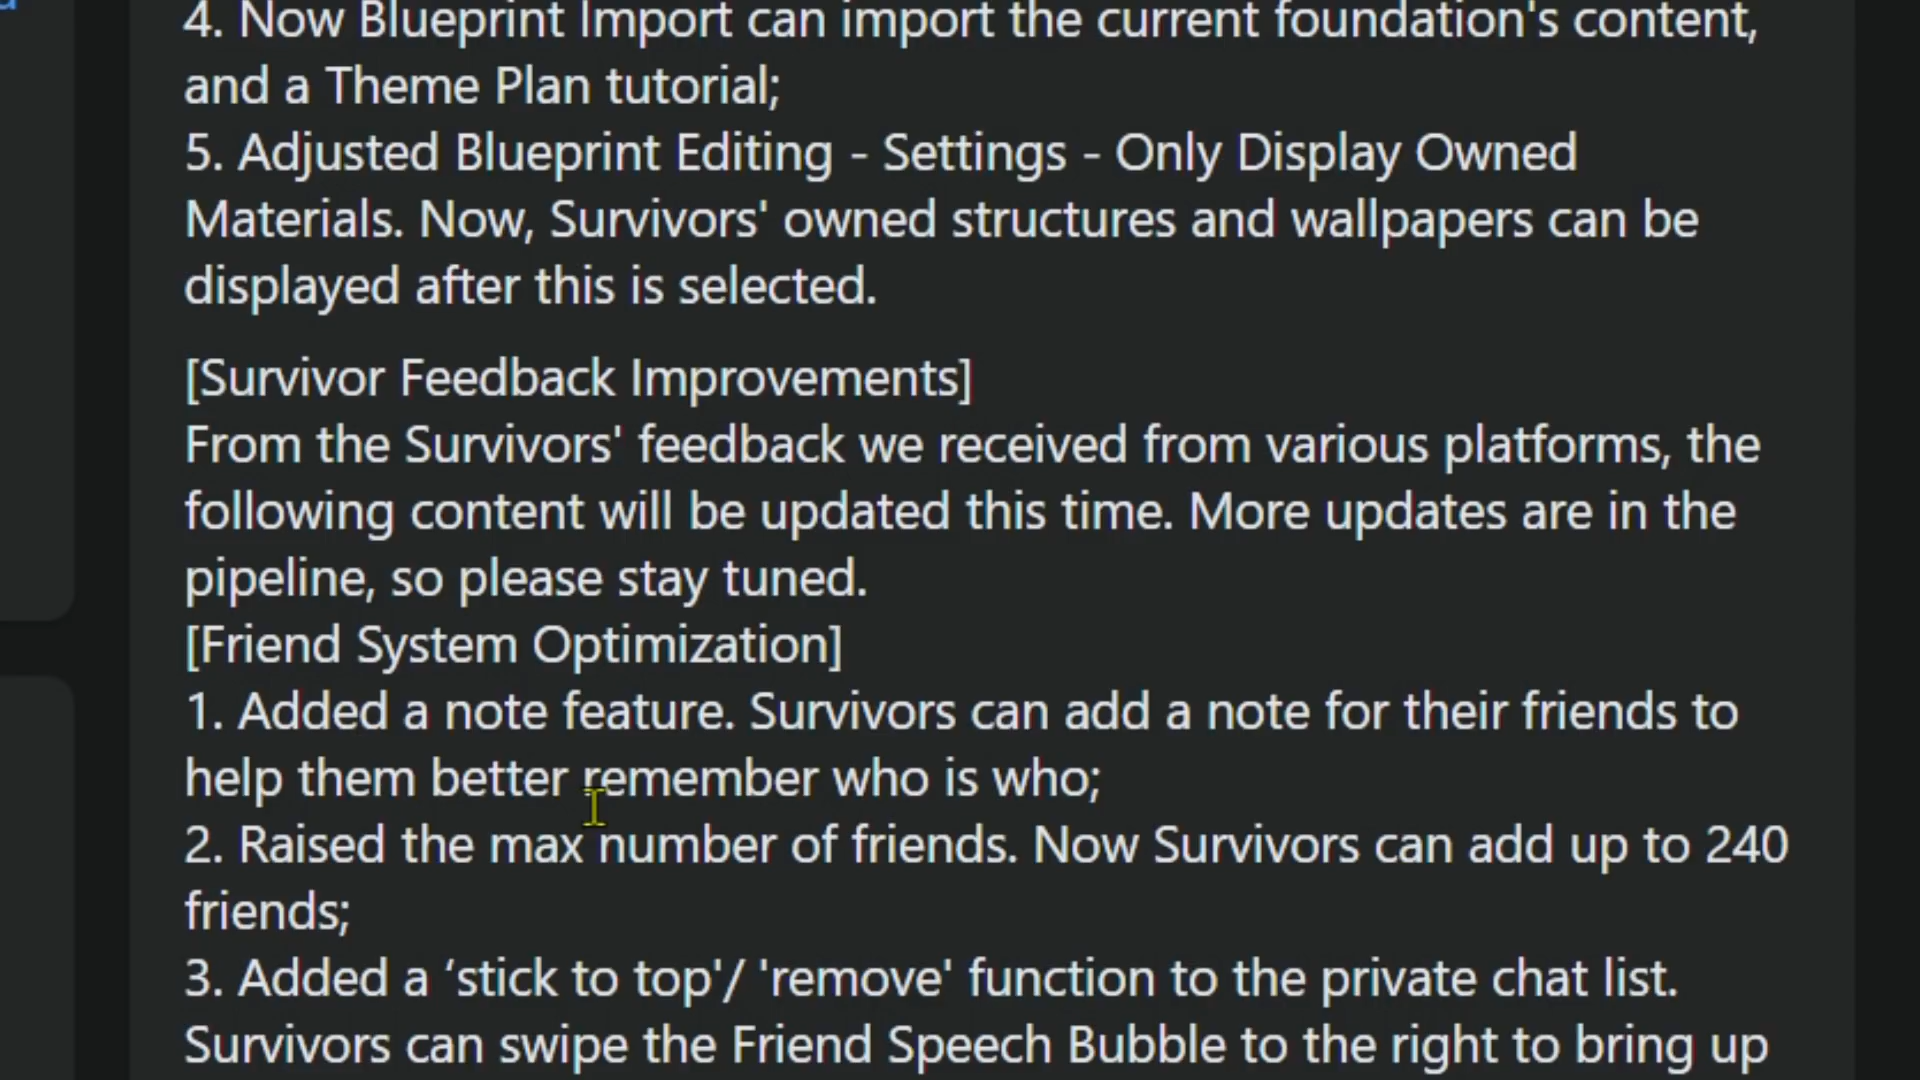 4. Now Blueprint Import can import the current foundation's content,
and a Theme Plan tutorial;
5. Adjusted Blueprint Editing - Settings - Only Display Owned
Materials. Now, Survivors' owned structures and wallpapers can be
displayed after this is selected.
[Survivor Feedback Improvements]
From the Survivors' feedback we received from various platforms, the
following content will be updated this time. More updates are in the
pipeline, so please stay tuned.
[Friend System Optimization]
1. Added a note feature. Survivors can add a note for their friends to
help them better remember who is who;
2. Raised the max number of friends. Now Survivors can add up to 240
friends;
3. Added a ‘stick to top'/ 'remove' function to the private chat list.
Survivors can swipe the Friend Speech Bubble to the right to bring up